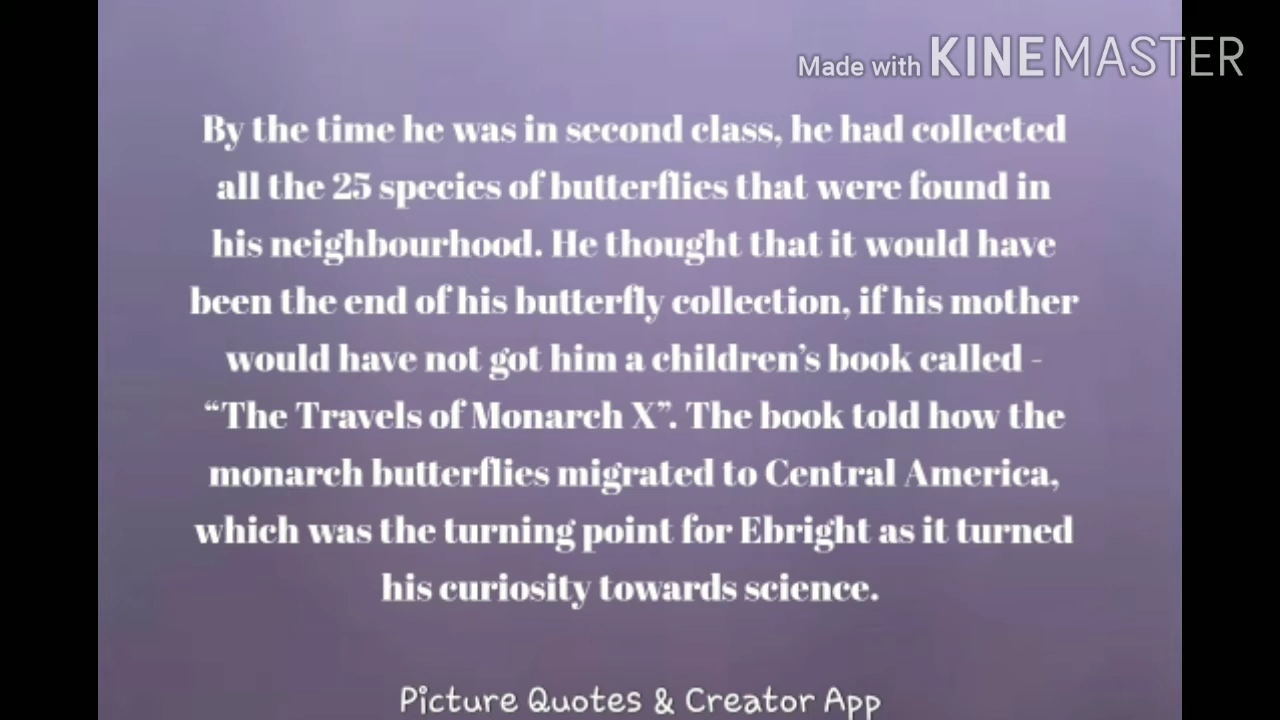 Made with KINEMASTER
By the time he was in second class, he had collected
all the 25 species of butterflies that were found in
his neighbourhood. He thought that it would have
been the end of his butterfly collection, if his mother
would have not got him a children’s book called -
“The Travels of Monarch X”. The book told how the
monarch butterflies migrated to Central America,
which was the turning point for Ebright as it turned
his curiosity towards science.
Picture Quotes & Creator App